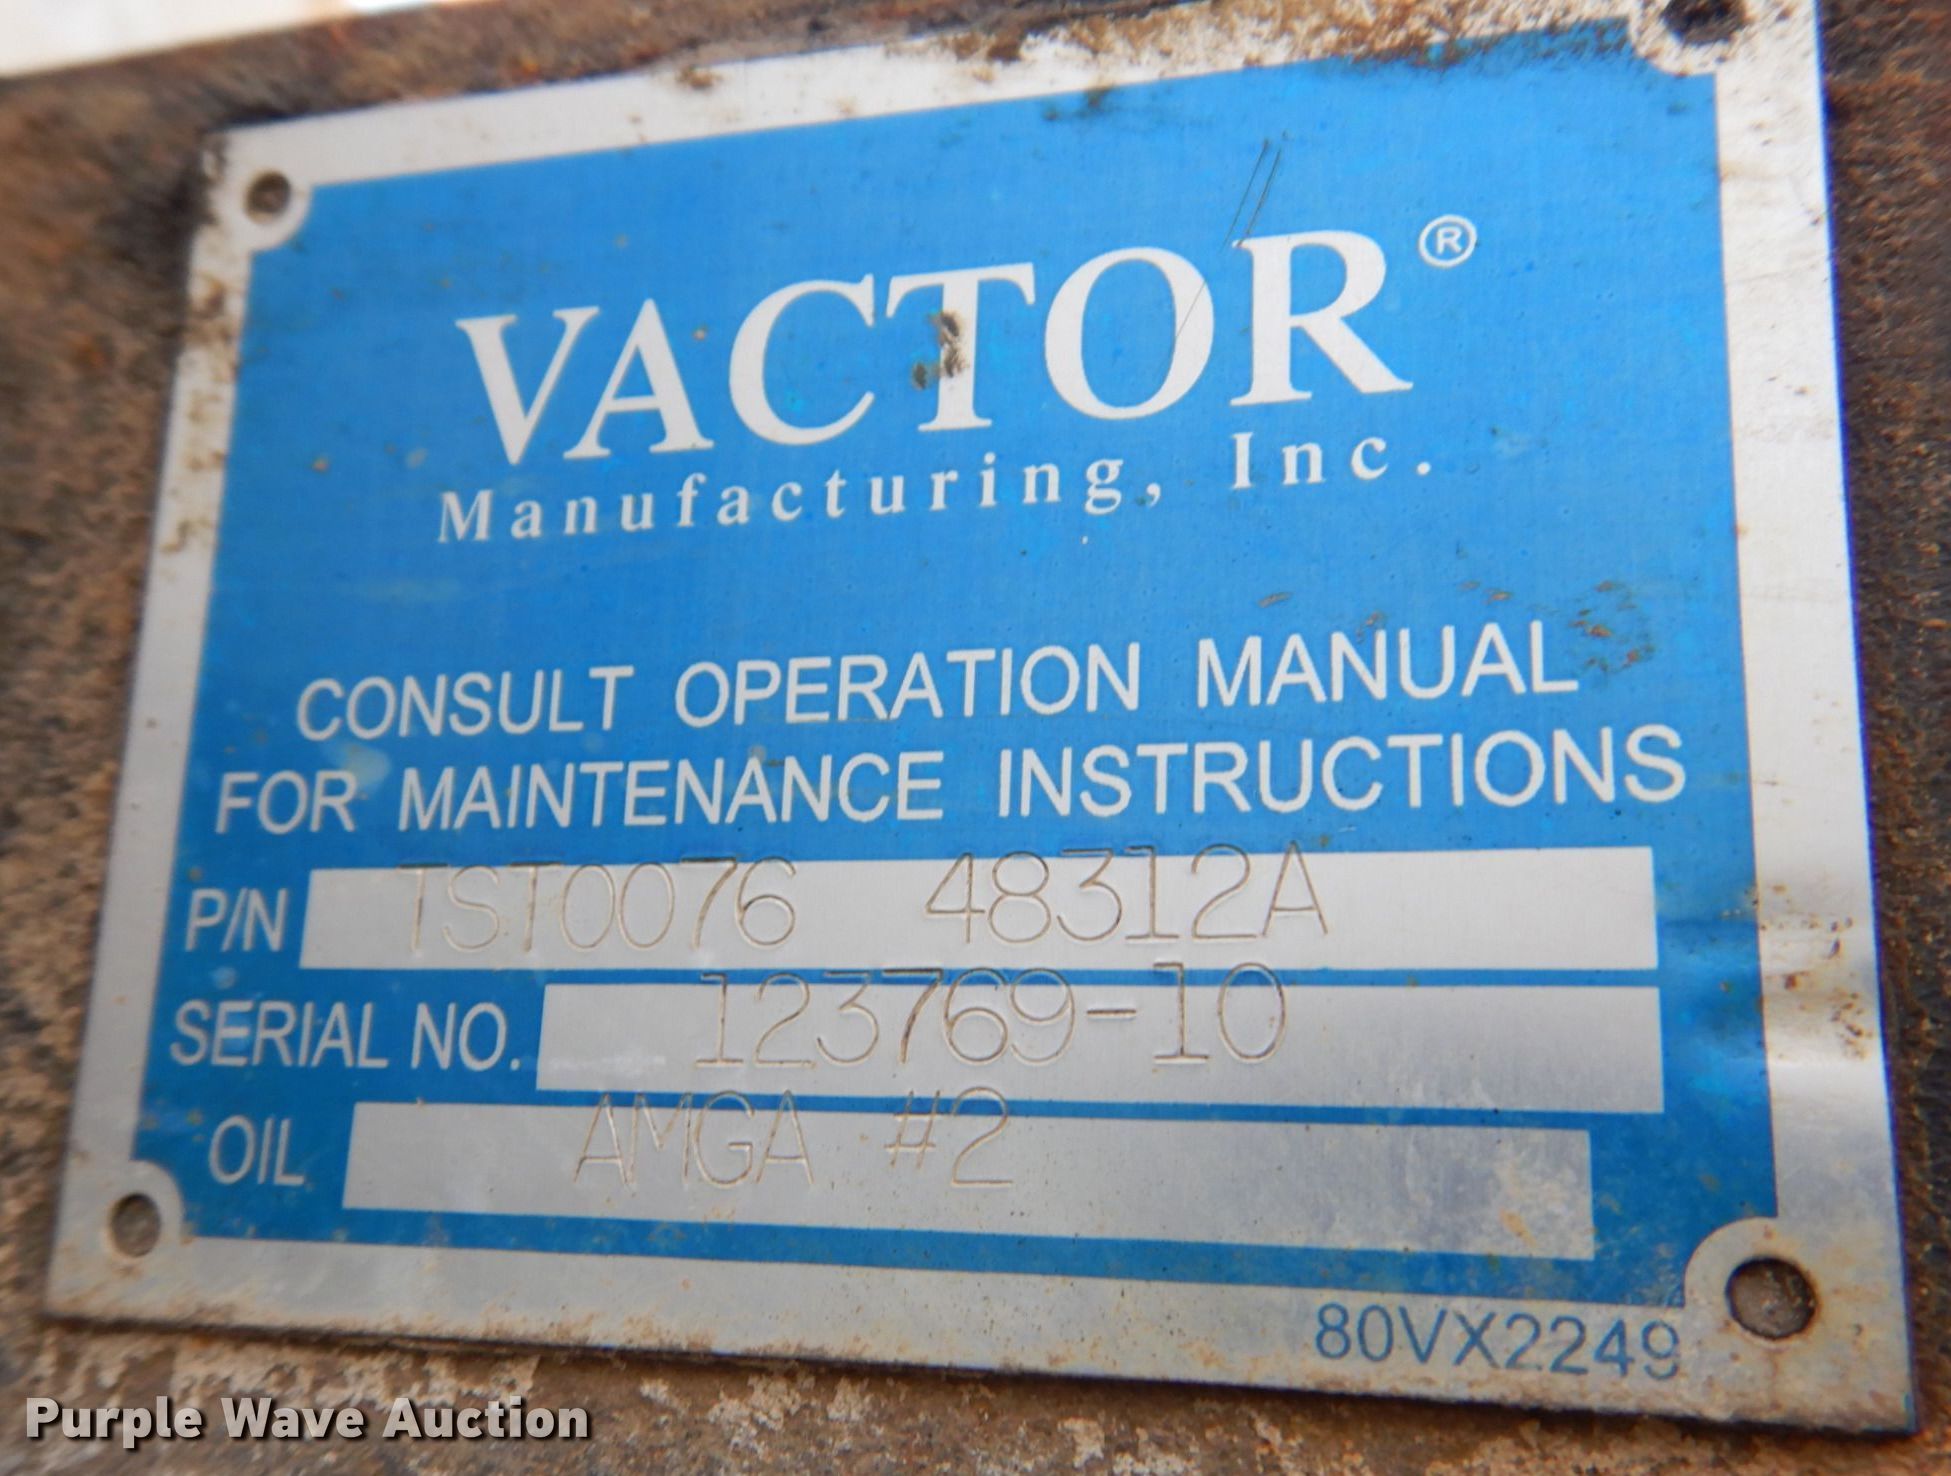 VACTOR®
Manufacturing, Inc.
CONSULT OPERATION MANUAL
FOR MAINTENANCE INSTRUCTIONS
P/N TST0076 48312A
SERIAL NO. 123769-10
OIL AMGA #2
80VX2249
Purple Wave Auction